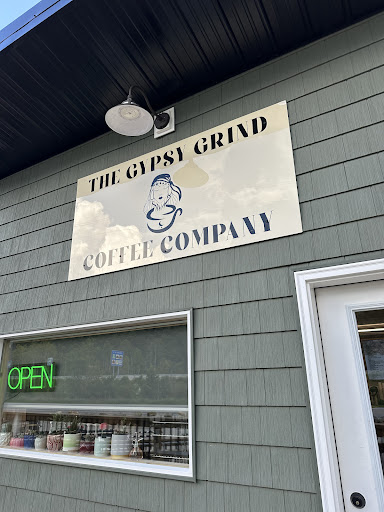 THE GYPSY GRIND
COFFEE COMPANY
OPEN